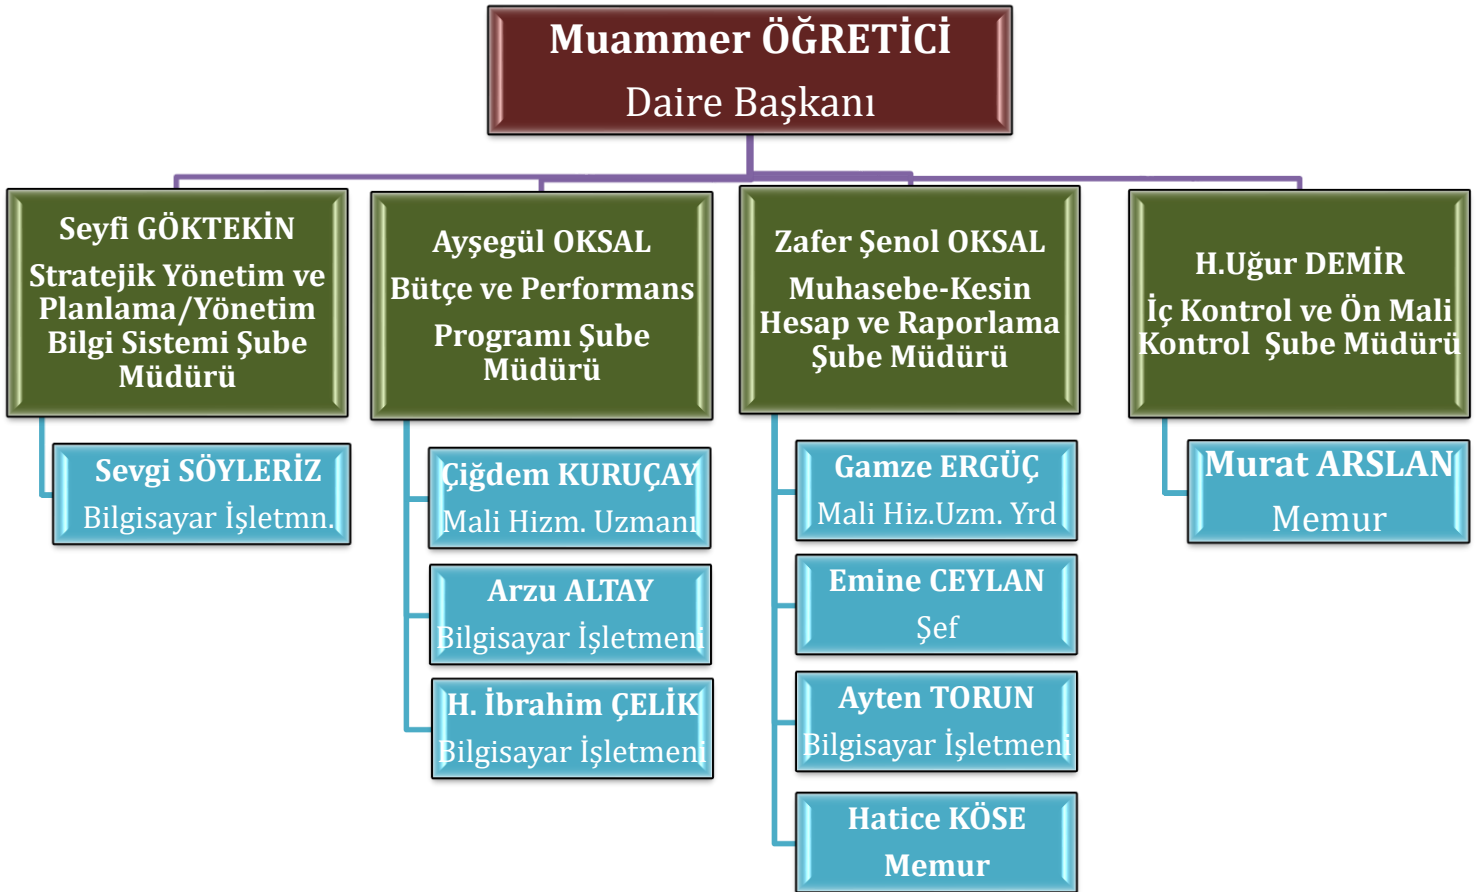 Muammer ÖĞRETİCİ
Daire Başkanı
Seyfi GÖKTEKİN
Stratejik Yönetim ve
Planlama/Yönetim
Bilgi Sistemi Şube
Müdürü
Sevgi SÖYLERİZ
Bilgisayar İşletmn.
Ayşegül OKSAL
Bütçe ve Performans
Programı Şube
Müdürü
Çiğdem KURUÇAY
Mali Hizm. Uzmanı
Arzu ALTAY
Bilgisayar İşletmeni
H. İbrahim ÇELİK
Bilgisayar İşletmeni
Zafer Şenol OKSAL
Muhasebe-Kesin
Hesap ve Raporlama
Şube Müdürü
Gamze ERGÜÇ
Mali Hiz.Uzm. Yrd
Emine CEYLAN
Şef
Ayten TORUN
Bilgisayar İşletmeni
Hatice KÖSE
Memur
H.Uğur DEMİR
İç Kontrol ve Ön Mali
Kontrol Şube Müdürü
Murat ARSLAN
Memur